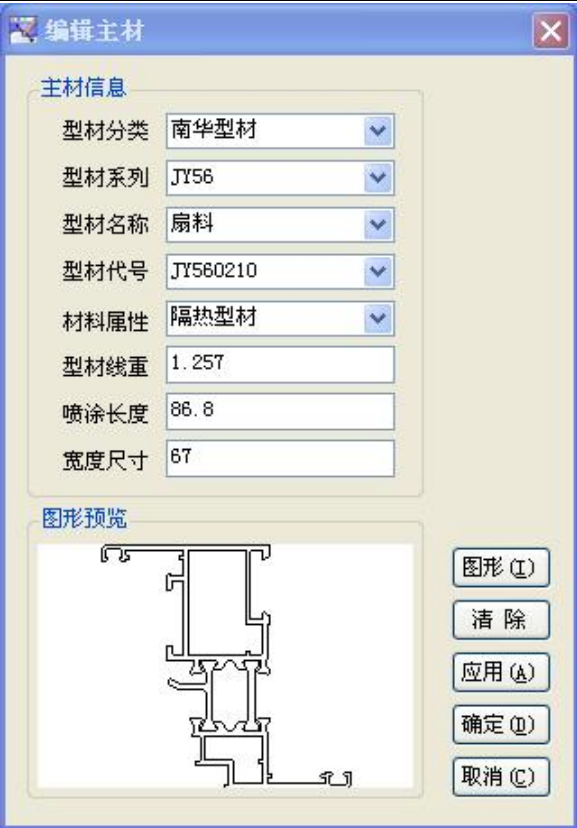 编辑主材
主材信息
型材分类 南华型材
型材系列 JY56
型材名称 扇料
型材代号 JY560210
材料属性 隔热型材
型材线重 1.257
喷涂长度 86.8
宽度尺寸 67
图形预览
图形(I)
清 除
应用(A)
确定(D)
取消(C)